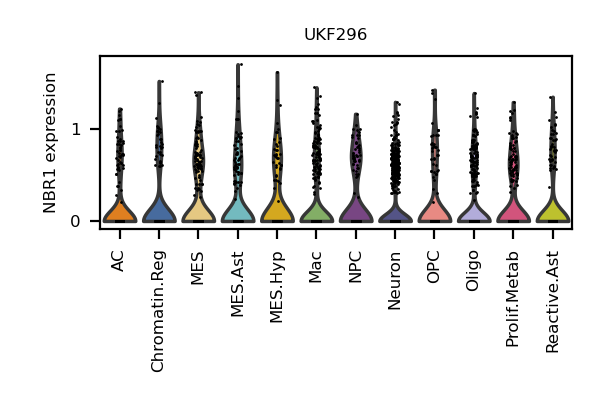 UKF296
NBR1 expression
1
0
AC
Chromatin.Reg
MES
MES.Ast
MES.Hyp
Mac
NPC
Neuron
OPC
Oligo
Prolif.Metab
Reactive.Ast